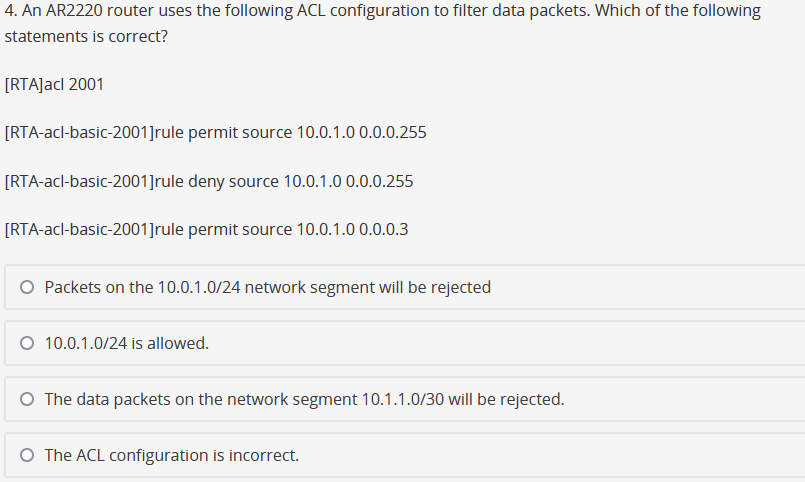 4. An AR2220 router uses the following ACL configuration to filter data packets. Which of the following
statements is correct?
[RTA]acl 2001
[RTA-acl-basic-2001]rule permit source 10.0.1.0 0.0.0.255
[RTA-acl-basic-2001]rule deny source 10.0.1.0 0.0.0.255
[RTA-acl-basic-2001]rule permit source 10.0.1.0 0.0.0.3
Packets on the 10.0.1.0/24 network segment will be rejected
10.0.1.0/24 is allowed.
The data packets on the network segment 10.1.1.0/30 will be rejected.
The ACL configuration is incorrect.